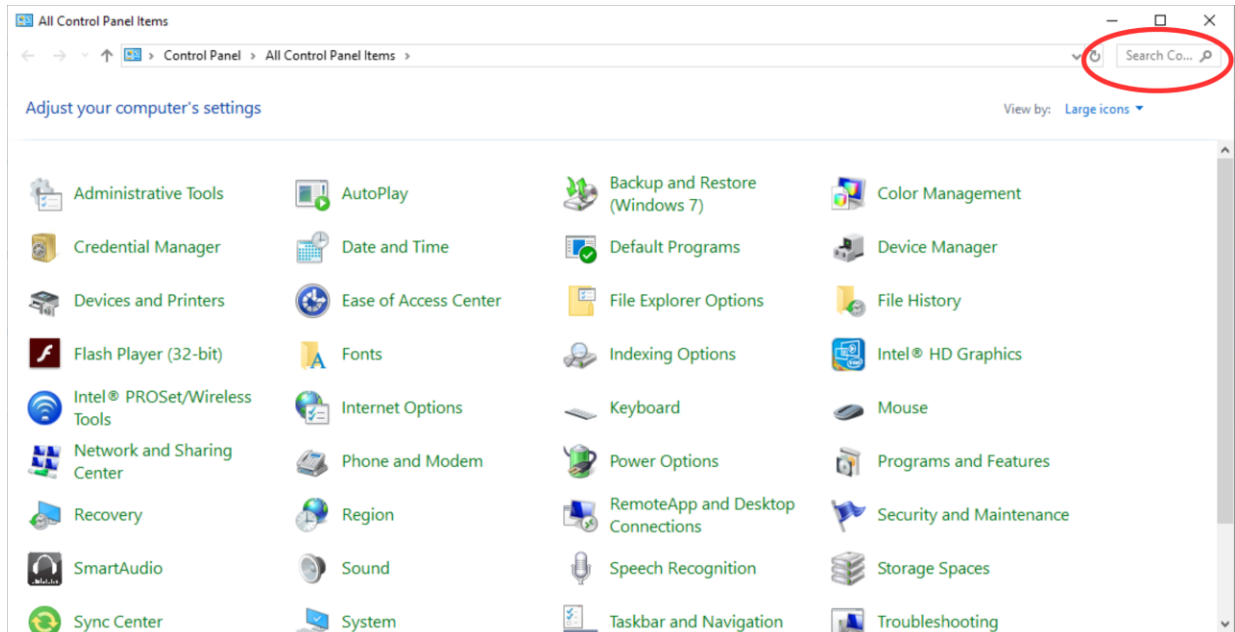 All Control Panel Items
Control Panel > All Control Panel Items >
Search Co...
Adjust your computer's settings
View by: Large icons
Administrative Tools
AutoPlay
Backup and Restore
(Windows 7)
Color Management
Credential Manager
Date and Time
Default Programs
Device Manager
Devices and Printers
Ease of Access Center
File Explorer Options
File History
Flash Player (32-bit)
Fonts
Indexing Options
Intel® HD Graphics
Intel® PROSet/Wireless
Tools
Internet Options
Keyboard
Mouse
Network and Sharing
Center
Phone and Modem
Power Options
Programs and Features
Recovery
Region
RemoteApp and Desktop
Connections
Security and Maintenance
SmartAudio
Sound
Speech Recognition
Storage Spaces
Sync Center
System
Taskbar and Navigation
Troubleshooting